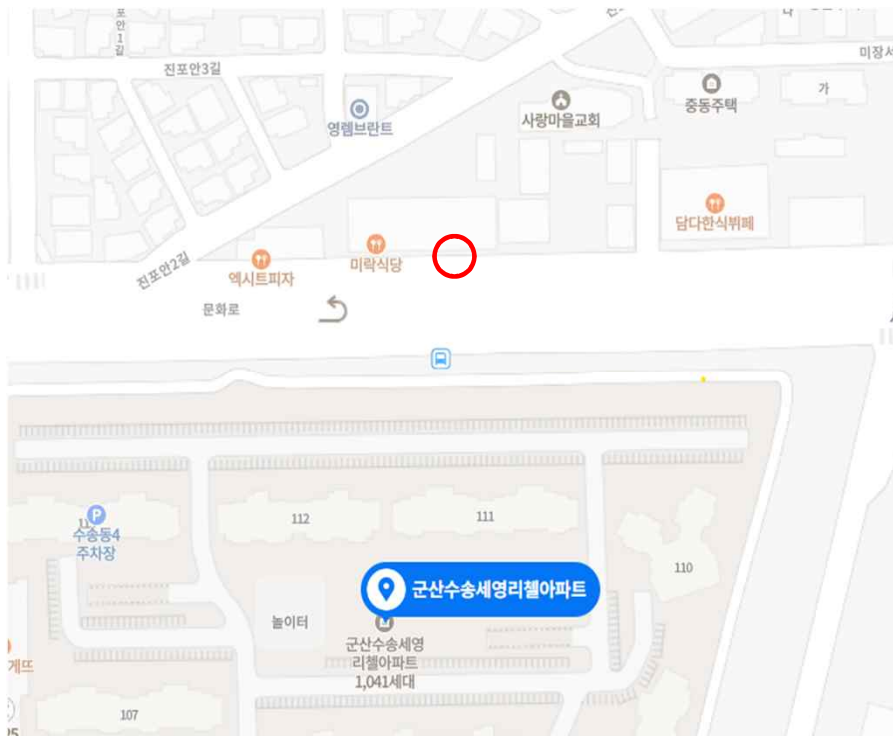 포안1길
진포안3길
미장서
영렘브란트
사랑마을교회
중동주택
가
담다한식뷔페
진포안2길
엑시트피자
미락식당
문화로
P
수송동4
주차장
112
111
110
군산수송세영리첼아파트
놀이터
군산수송세영
리첼아파트
1,041세대
게뜨
107
25